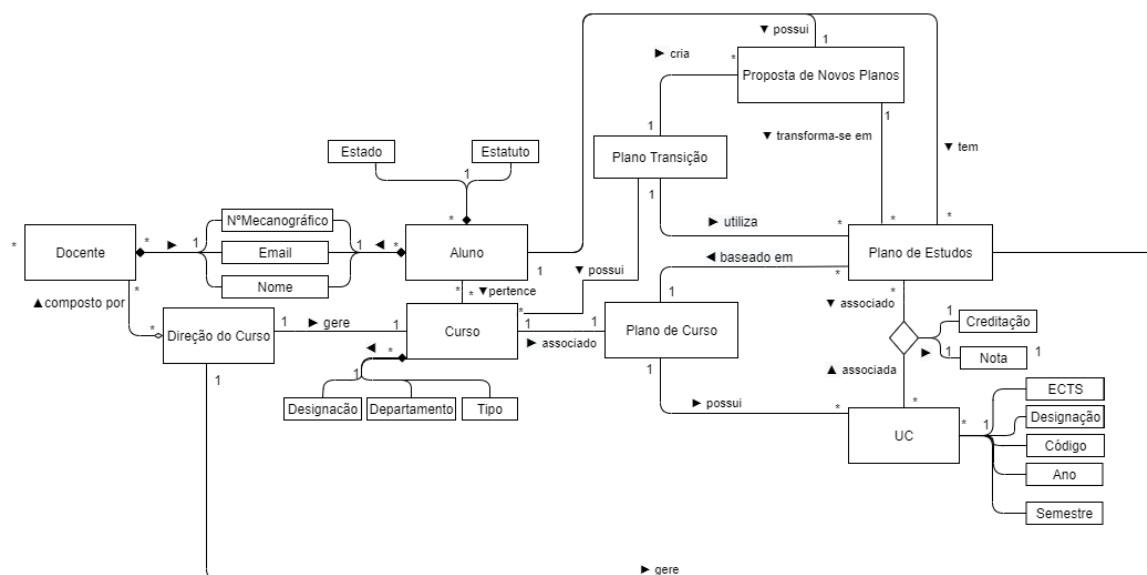 ▼ possui
1
1
► cria
*
Proposta de Novos Planos
1
▼ transforma-se em
1
Plano Transição
1
▼ tem
Estado
Estatuto
1
*
NºMecanográfico
Email
Nome
*
Docente
*
►
1
1
◄
*
Aluno
1
► utiliza
*
*
*
Plano de Estudos
◄ baseado em
*
*
▼ possui
*
*
▼pertence
▲composto por
*
*
Direção do Curso
1
► gere
1
Curso
*
1
► associado
1
1
Plano de Curso
1
▼ associado
1
Creditação
►
1
Nota
1
▲ associada
◄
*
1
Designacão
Departamento
Tipo
► possui
*
*
UC
*
1
ECTS
Designação
Código
Ano
Semestre
1
► gere